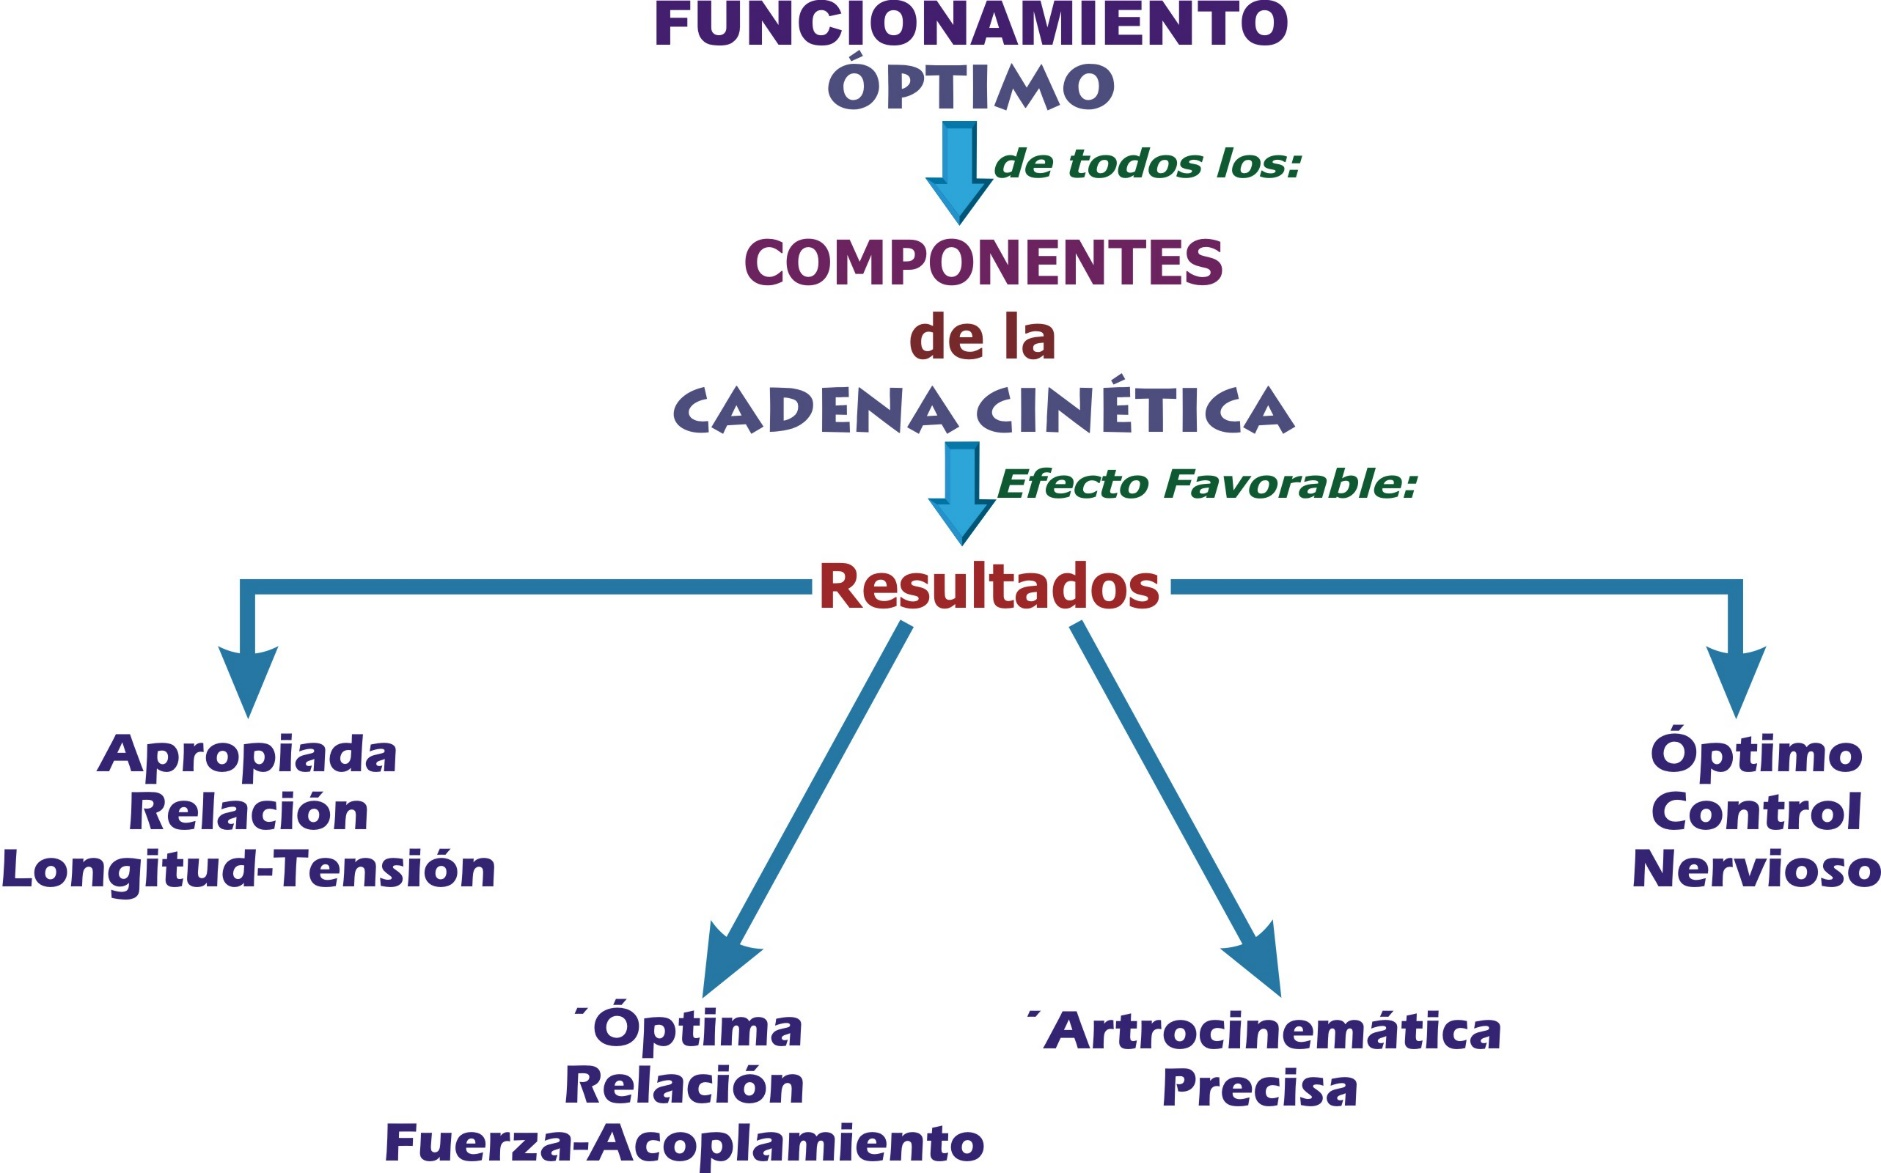 FUNCIONAMIENTO
ÓPTIMO
de todos los:
COMPONENTES
de la
CADENA CINÉTICA
Efecto Favorable:
Resultados
Apropiada
Relación
Longitud-Tensión
´Óptima
Relación
Fuerza-Acoplamiento
´Artrocinemática
Precisa
Óptimo
Control
Nervioso